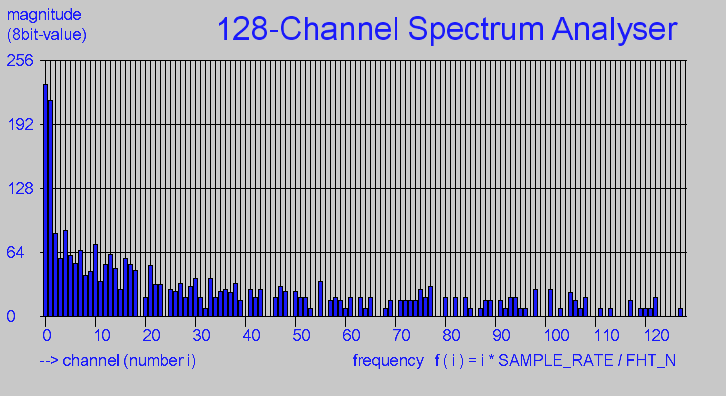 magnitude
(8bit-value)
128-Channel Spectrum Analyser
256
192
128
64
0
0 10 20 30 40 50 60 70 80 90 100 110 120
--> channel (number i)
frequency f ( i ) = i * SAMPLE_RATE / FHT_N